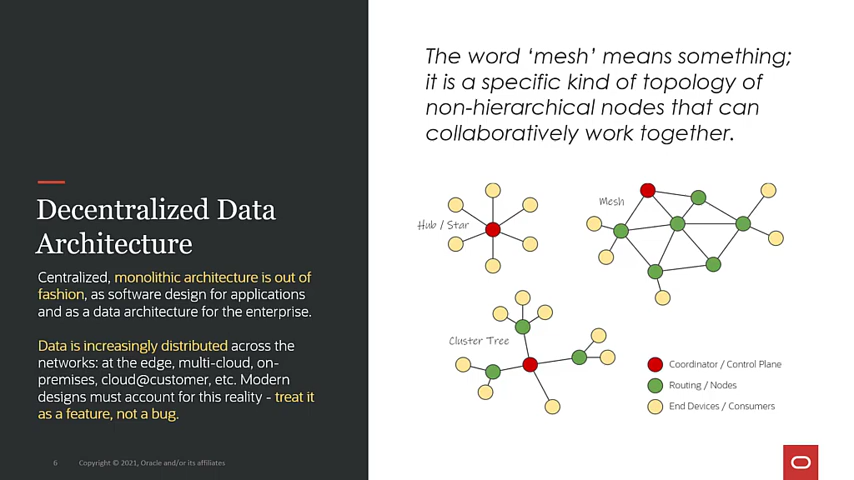 The word ‘mesh’ means something;
it is a specific kind of topology of
non-hierarchical nodes that can
collaboratively work together.
Decentralized Data
Architecture
Centralized, monolithic architecture is out of
fashion, as software design for applications
and as a data architecture for the enterprise.
Data is increasingly distributed across the
networks: at the edge, multi-cloud, on-
premises, cloud@customer, etc. Modern
designs must account for this reality - treat it
as a feature, not a bug.
Hub / Star
Mesh
Cluster Tree
Coordinator / Control Plane
Routing / Nodes
End Devices / Consumers
6
Copyright © 2021, Oracle and/or its affiliates